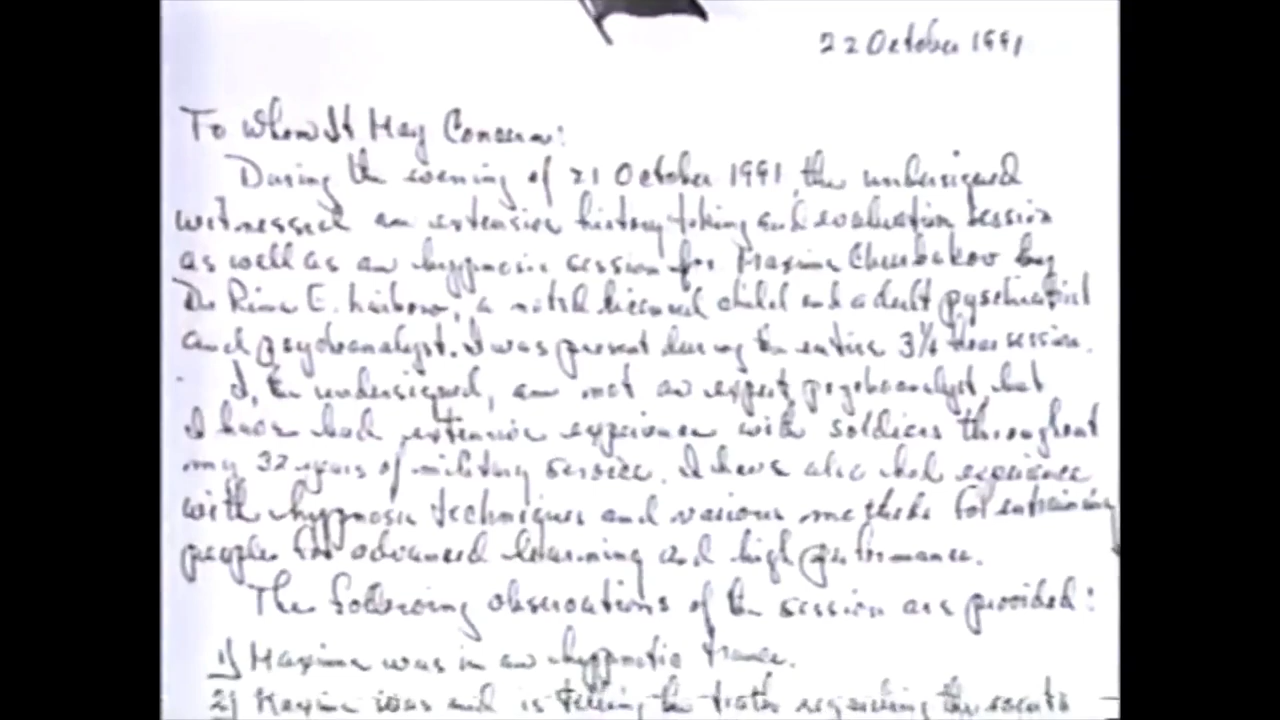 22 October 1991
To Whom It May Concern:
During the evening of 21 October 1991, the undersigned
witnessed an extensive history taking and evaluation session
as well as an hypnosis session for Maxime by
Dr Rima E. Laibow, a noted licensed child and adult pyschiatrist
and psychoanalyst. I was present during the entire 3¼ hour session.
I, the undersigned, am not an expert psychoanalyst, but
I have had extensive experience with soldiers throughout
my 32 years of military service. I have also had experience
with hypnosis techniques and various methods for entraining
people for advanced learning and high performance.
The following observations of the session are provided:
1) Maxime was in an hypnotic trance.
2) Maxime was and is telling the truth regarding the events